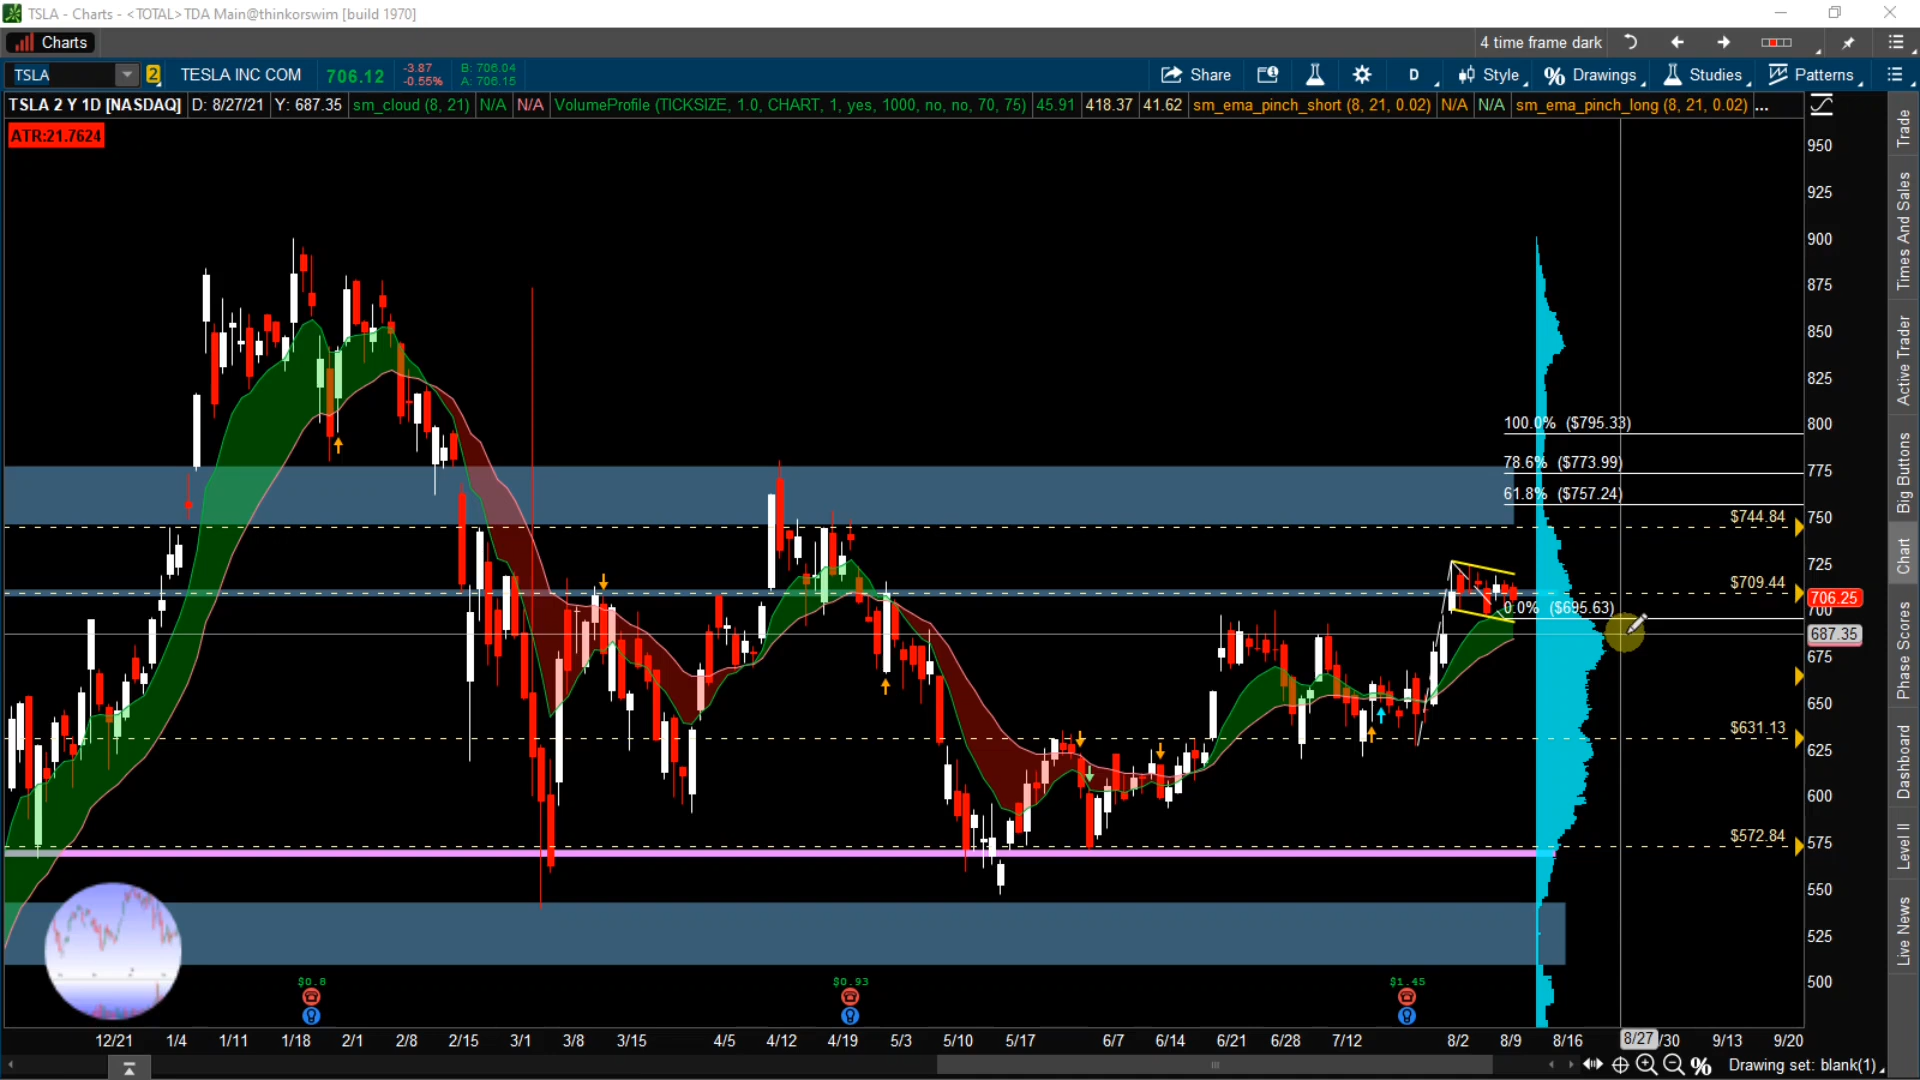 TSLA - Charts - <TOTAL> TDA Main@thinkorswim [build 1970]
Charts
4 time frame dark
TSLA
2
TESLA INC COM
706.12
-3.87
-0.55%
B: 706.04
A: 706.15
Share
D
Style
Drawings
Studies
Patterns
TSLA 2 Y 1D [NASDAQ]
D: 8/27/21
Y: 687.35
sm_cloud (8, 21)
N/A
N/A
VolumeProfile (TICKSIZE, 1.0, CHART, 1, yes, 1000, no, no, 70, 75)
45.91
418.37
41.62
sm_ema_pinch_short (8, 21, 0.02)
N/A
N/A
sm_ema_pinch_long (8, 21, 0.02)
...
ATR:21.7624
950
925
900
875
850
825
800
775
750
725
700
675
650
625
600
575
550
525
500
706.25
687.35
100.0% ($795.33)
78.6% ($773.99)
61.8% ($757.24)
$744.84
$709.44
0.0% ($695.63)
$631.13
$572.84
$0.8
$0.93
$1.45
12/21
1/4
1/11
1/18
2/1
2/8
2/15
3/1
3/8
3/15
4/5
4/12
4/19
5/3
5/10
5/17
6/7
6/14
6/21
6/28
7/12
8/2
8/9
8/16
8/27
/30
9/13
9/20
Drawing set: blank(1)
Trade
Times And Sales
Active Trader
Big Buttons
Chart
Phase Scores
Dashboard
Level II
Live News